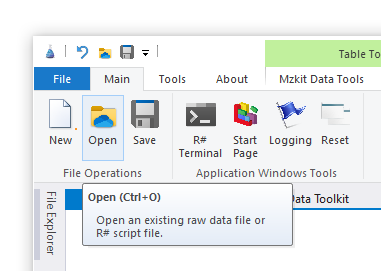 Table To
File Main Tools About Mzkit Data Tools
New Open Save R# Terminal Start Page Logging Reset
File Operations Application Windows Tools
File Explorer
Open (Ctrl+O)
Data Toolkit
Open an existing raw data file or
R# script file.